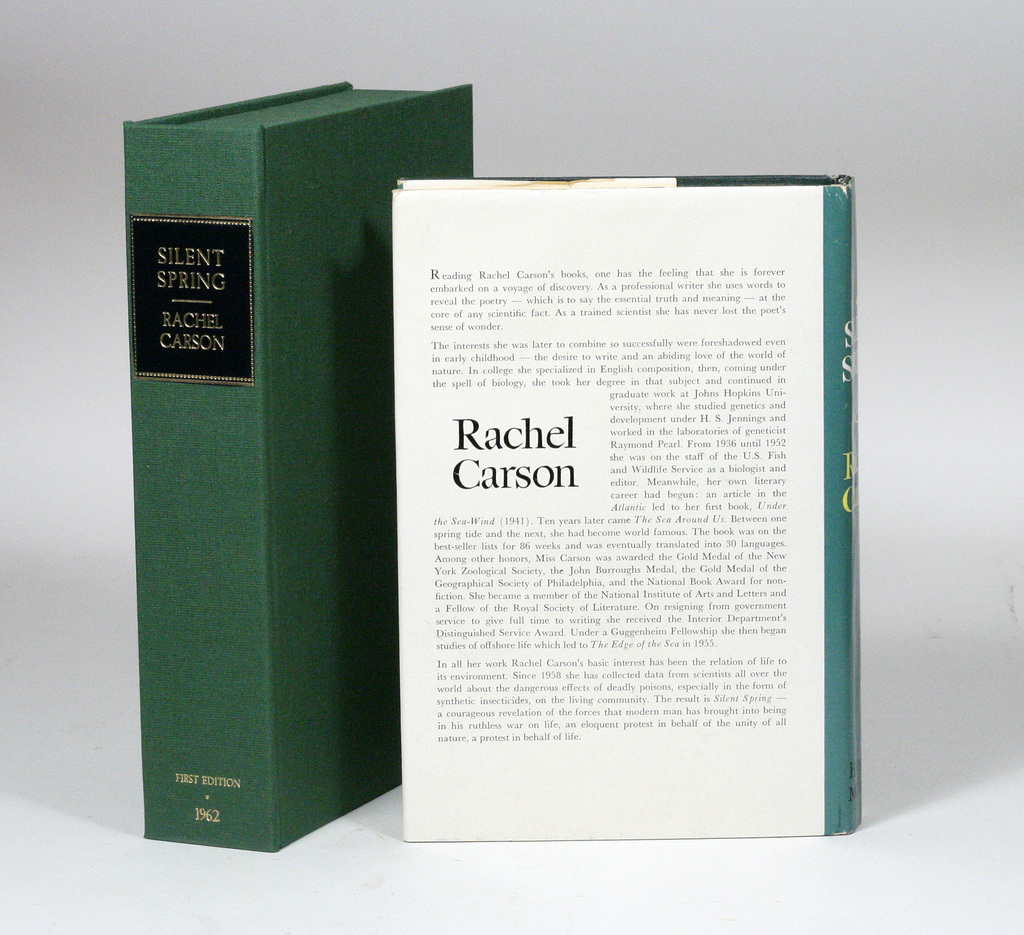 SILENT
SPRING
RACHEL
CARSON
FIRST EDITION
1962
Reading Rachel Carson's books, one has the feeling that she is forever
embarked on a voyage of discovery. As a professional writer she uses words to
reveal the poetry — which is to say the essential truth and meaning — at the
core of any scientific fact. As a trained scientist she has never lost the poet's
sense of wonder.
The interests she was later to combine so successfully were foreshadowed even
in early childhood — the desire to write and an abiding love of the world of
nature. In college she specialized in English composition, then, coming under
the spell of biology, she took her degree in that subject and continued in
graduate work at Johns Hopkins Uni-
versity, where she studied genetics and
development under H. S. Jennings and
worked in the laboratories of geneticist
Raymond Pearl. From 1936 until 1952
she was on the staff of the U.S. Fish
and Wildlife Service as a biologist and
editor. Meanwhile, her own literary
career had begun: an article in the
Atlantic led to her first book, Under
Rachel
Carson
the Sea-Wind (1941). Ten years later came The Sea Around Us. Between one
spring tide and the next, she had become world famous. The book was on the
best-seller lists for 86 weeks and was eventually translated into 30 languages.
Among other honors, Miss Carson was awarded the Gold Medal of the New
York Zoological Society, the John Burroughs Medal, the Gold Medal of the
Geographical Society of Philadelphia, and the National Book Award for non-
fiction. She became a member of the National Institute of Arts and Letters and
a Fellow of the Royal Society of Literature. On resigning from government
service to give full time to writing she received the Interior Department's
Distinguished Service Award. Under a Guggenheim Fellowship she then began
studies of offshore life which led to The Edge of the Sea in 1955.
In all her work Rachel Carson's basic interest has been the relation of life to
its environment. Since 1958 she has collected data from scientists all over the
world about the dangerous effects of deadly poisons, especially in the form of
synthetic insecticides, on the living community. The result is Silent Spring —
a courageous revelation of the forces that modern man has brought into being
in his ruthless war on life, an eloquent protest in behalf of the unity of all
nature, a protest in behalf of life.